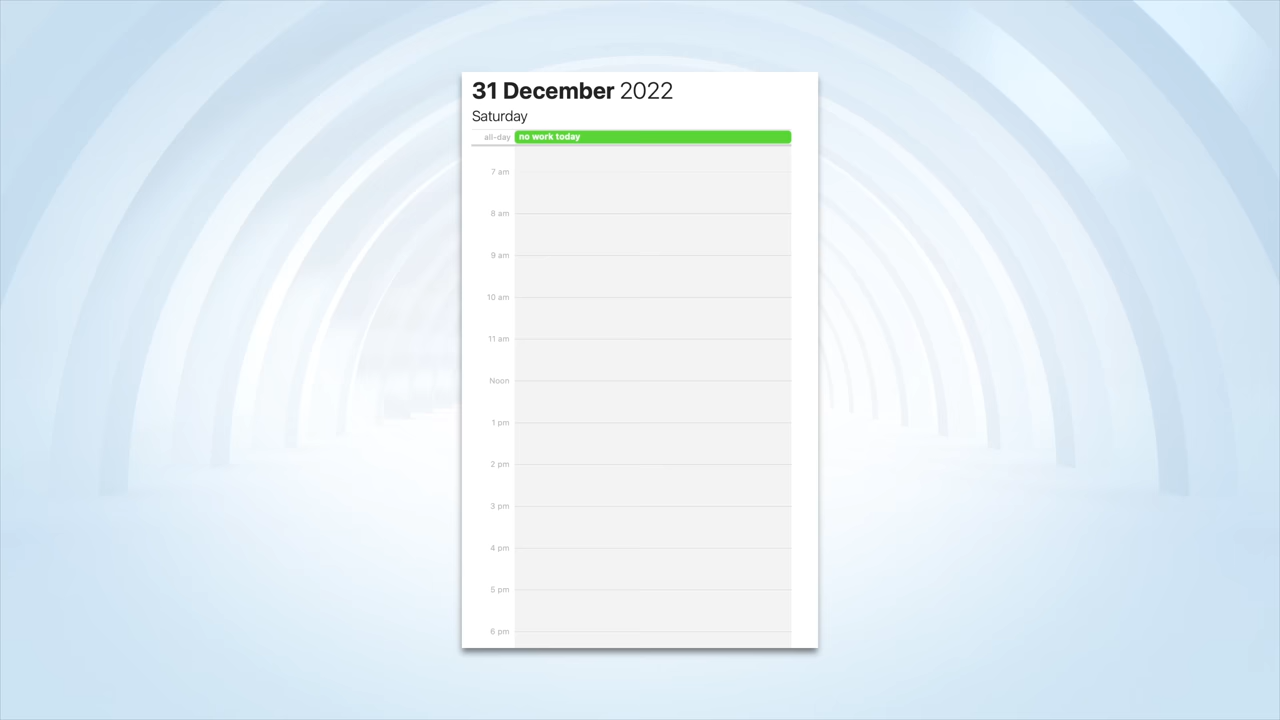 31 December 2022
Saturday
all-day no work today
7 am
8 am
9 am
10 am
11 am
Noon
1 pm
2 pm
3 pm
4 pm
5 pm
6 pm